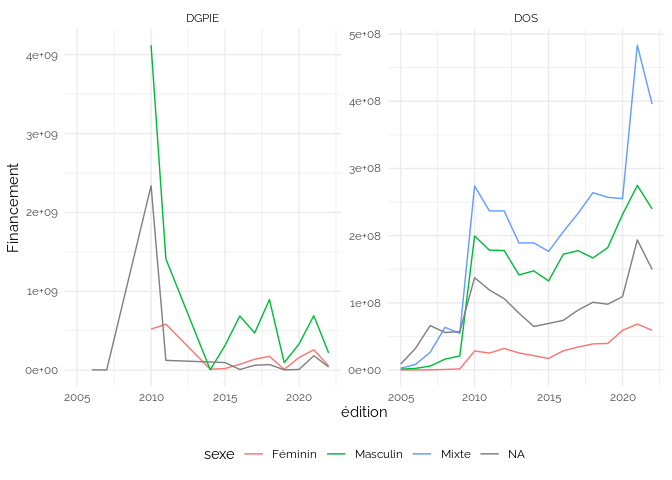 DGPIE
DOS
Financement
4e+09
3e+09
2e+09
1e+09
0e+00
5e+08
4e+08
3e+08
2e+08
1e+08
0e+00
2005 2010 2015 2020
2005 2010 2015 2020
édition
sexe Féminin Masculin Mixte NA